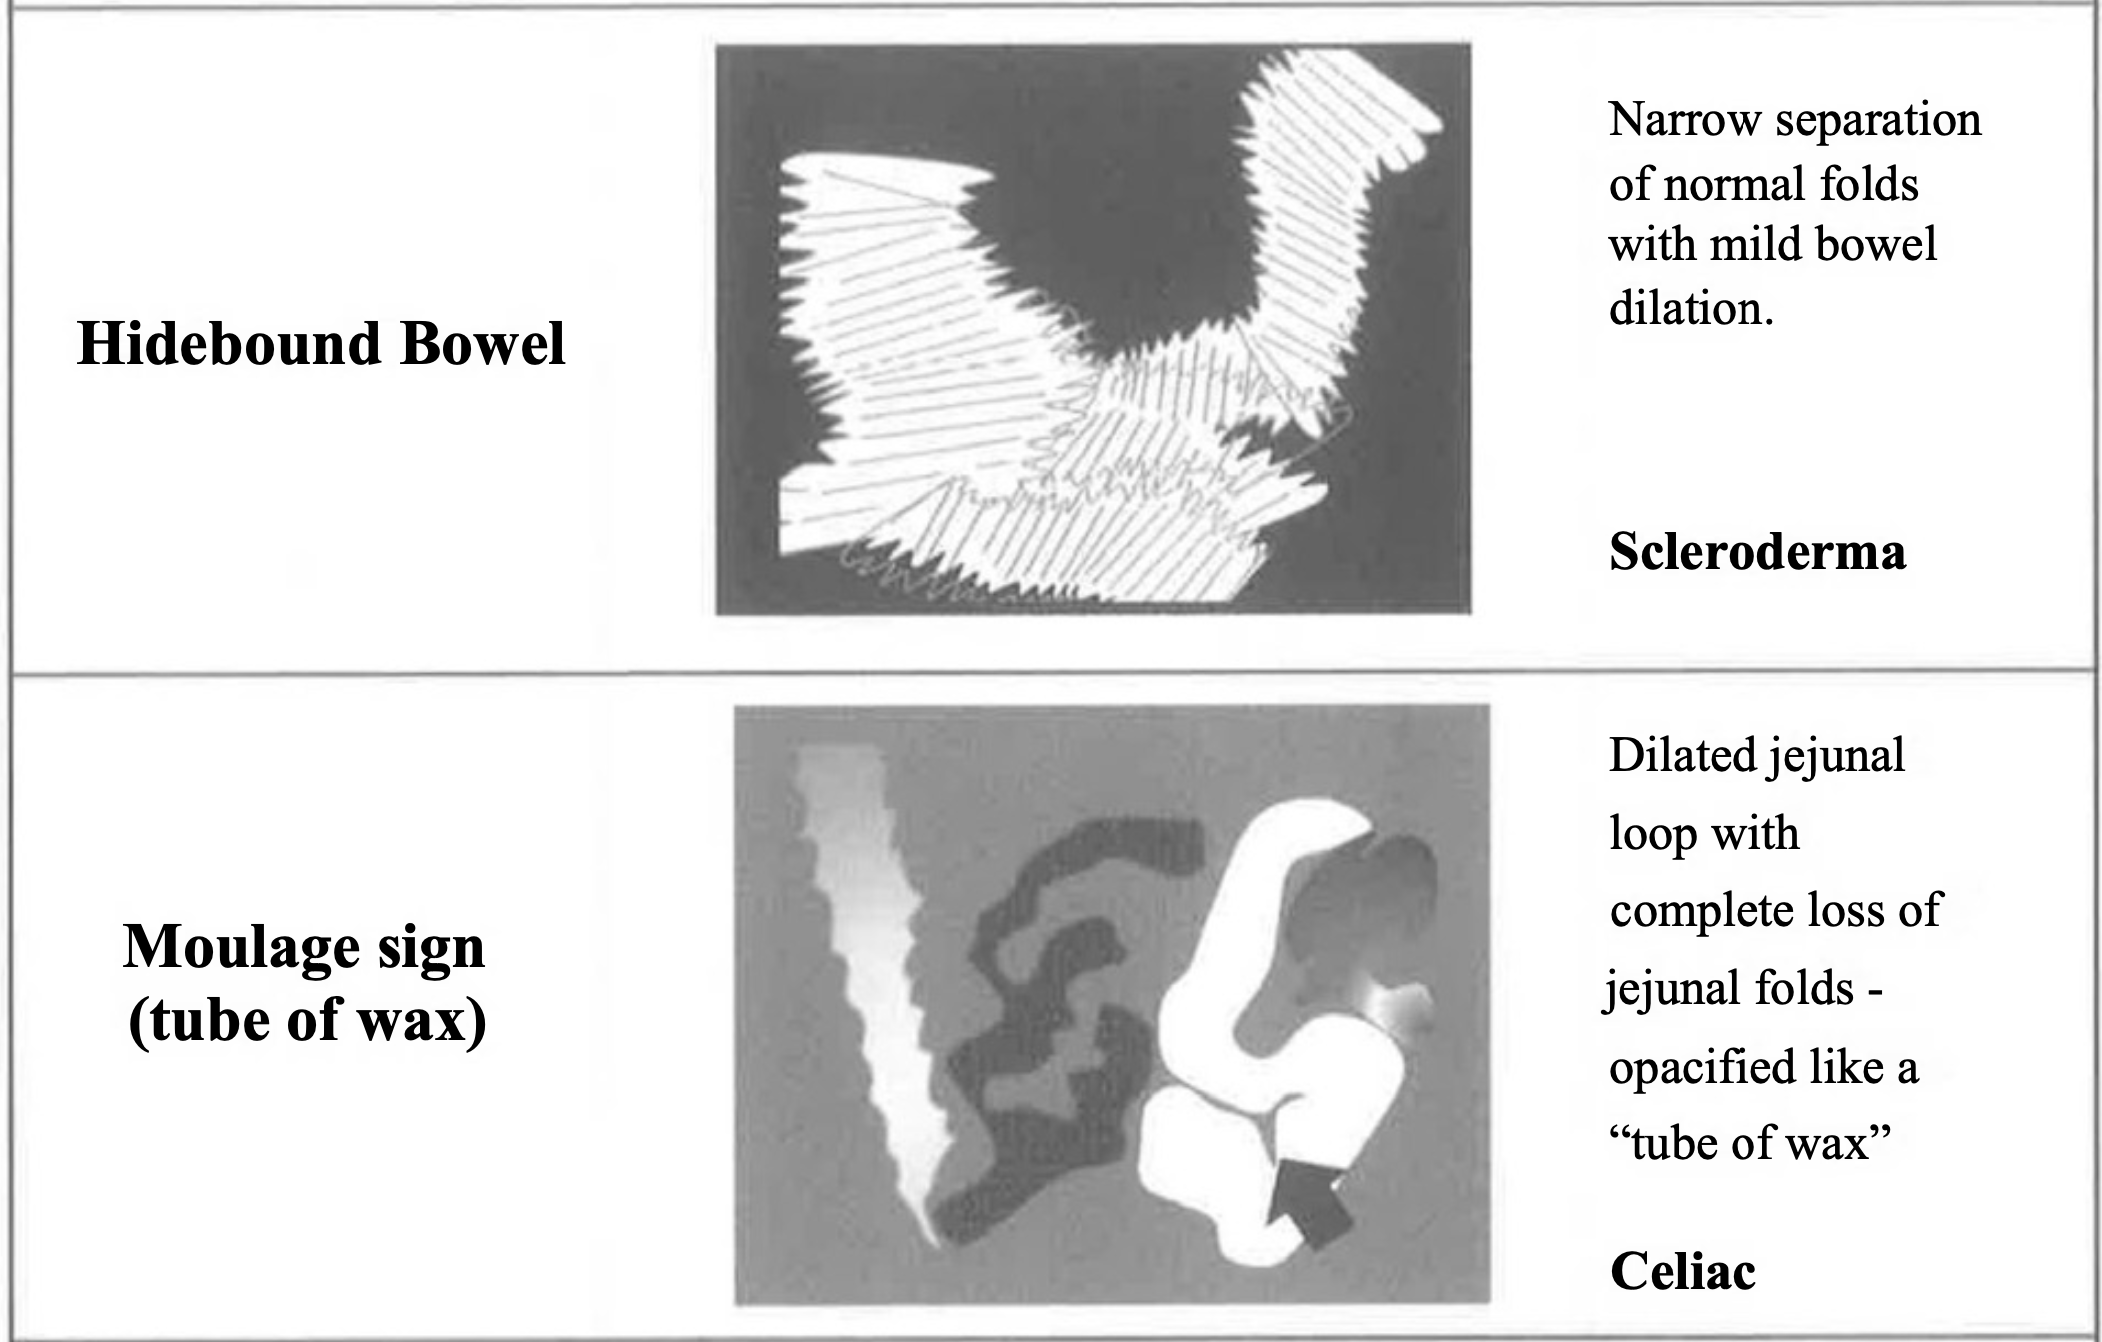 Hidebound Bowel
Narrow separation
of normal folds
with mild bowel
dilation.
Scleroderma
Moulage sign
(tube of wax)
Dilated jejunal
loop with
complete loss of
jejunal folds -
opacified like a
“tube of wax”
Celiac